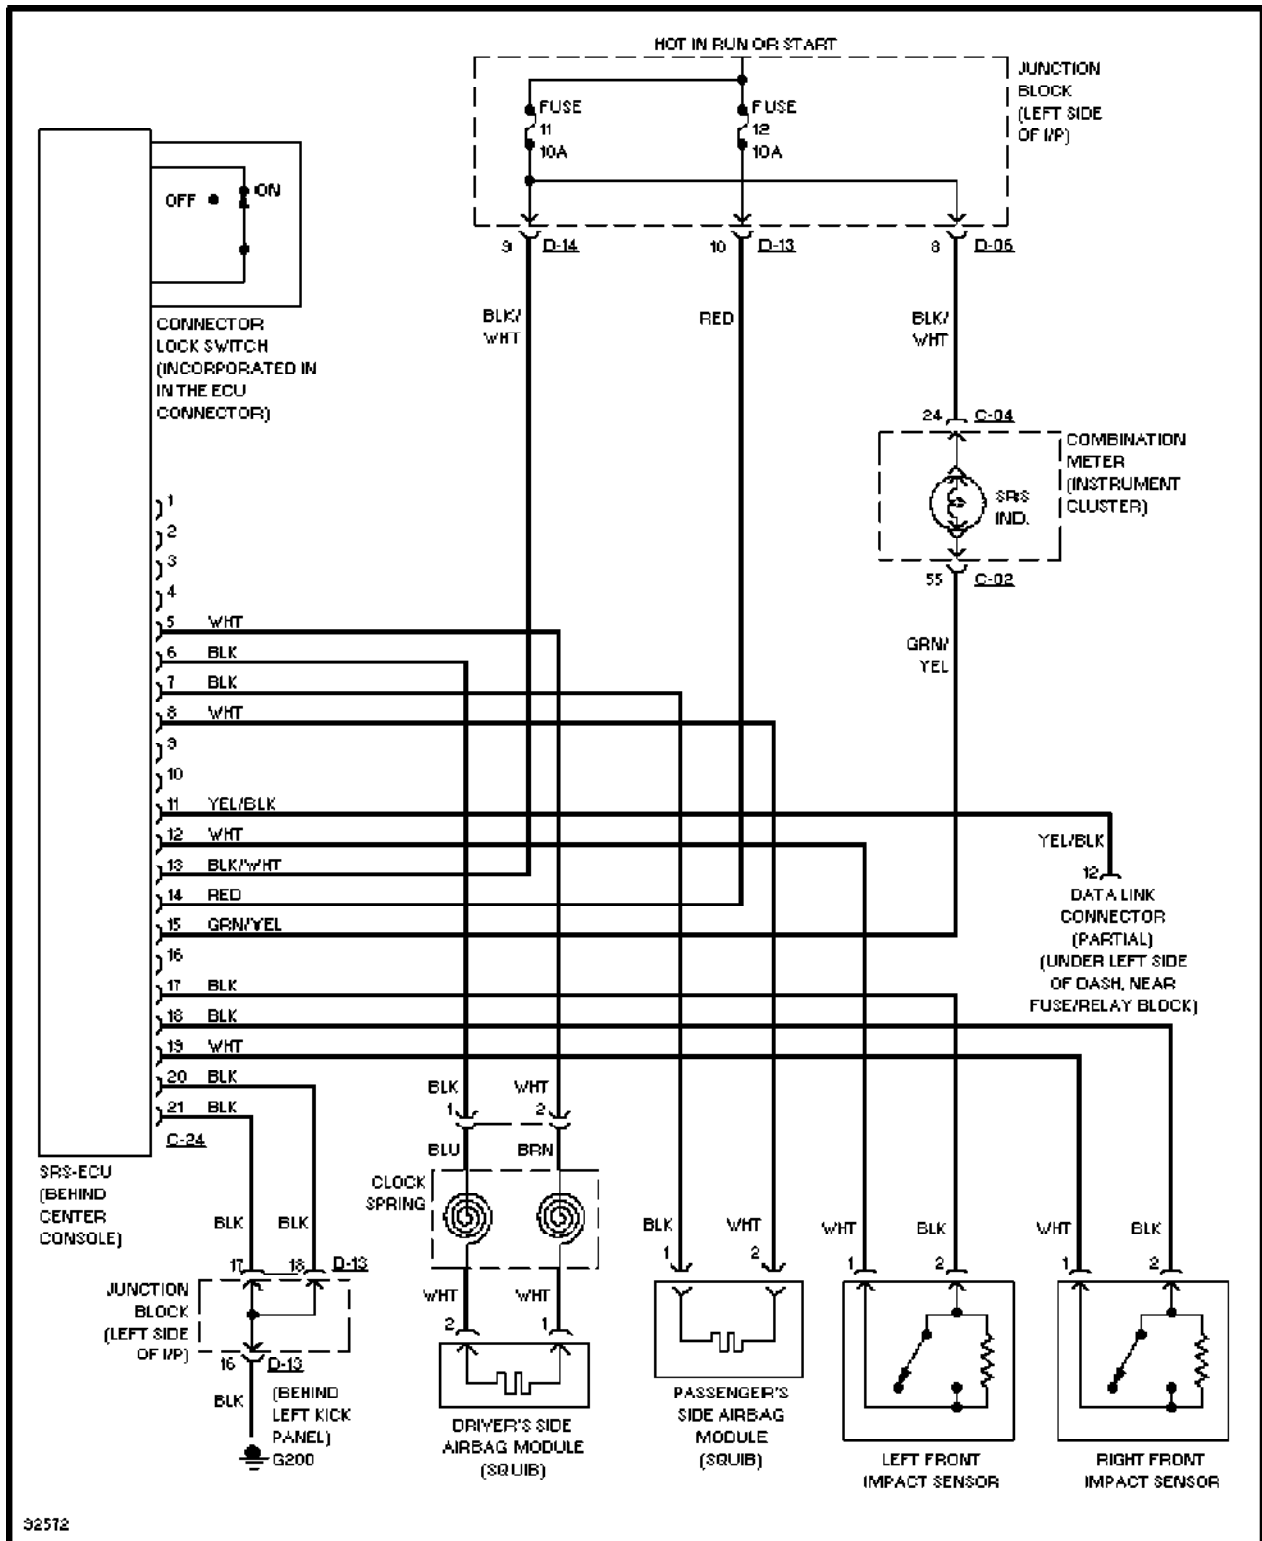 HOT IN RUN OR START
JUNCTION
BLOCK
(LEFT SIDE
OF I/P)
FUSE
11
10A
FUSE
12
10A
OFF
ON
9 D-14
10 D-13
8 D-06
CONNECTOR
LOCK SWITCH
(INCORPORATED IN
IN THE ECU
CONNECTOR)
BLK/
WHT
RED
BLK/
WHT
24 C-04
COMBINATION
METER
(INSTRUMENT
CLUSTER)
SRS
IND.
55 C-02
GRN/
YEL
1
2
3
4
5 WHT
6 BLK
7 BLK
8 WHT
9
10
11 YEL/BLK
12 WHT
13 BLK/WHT
14 RED
15 GRN/YEL
16
17 BLK
18 BLK
19 WHT
20 BLK
21 BLK
C-24
YEL/BLK
12
DATA LINK
CONNECTOR
(PARTIAL)
(UNDER LEFT SIDE
OF DASH, NEAR
FUSE/RELAY BLOCK)
SRS-ECU
(BEHIND
CENTER
CONSOLE)
BLK WHT
1 2
BLU BRN
CLOCK
SPRING
WHT WHT
2 1
DRIVER'S SIDE
AIRBAG MODULE
(SQUIB)
BLK BLK
17 18 D-13
JUNCTION
BLOCK
(LEFT SIDE
OF I/P)
16 D-13
BLK
(BEHIND
LEFT KICK
PANEL)
G200
BLK WHT
1 2
PASSENGER'S
SIDE AIRBAG
MODULE
(SQUIB)
WHT BLK
1 2
LEFT FRONT
IMPACT SENSOR
WHT BLK
1 2
RIGHT FRONT
IMPACT SENSOR
92572